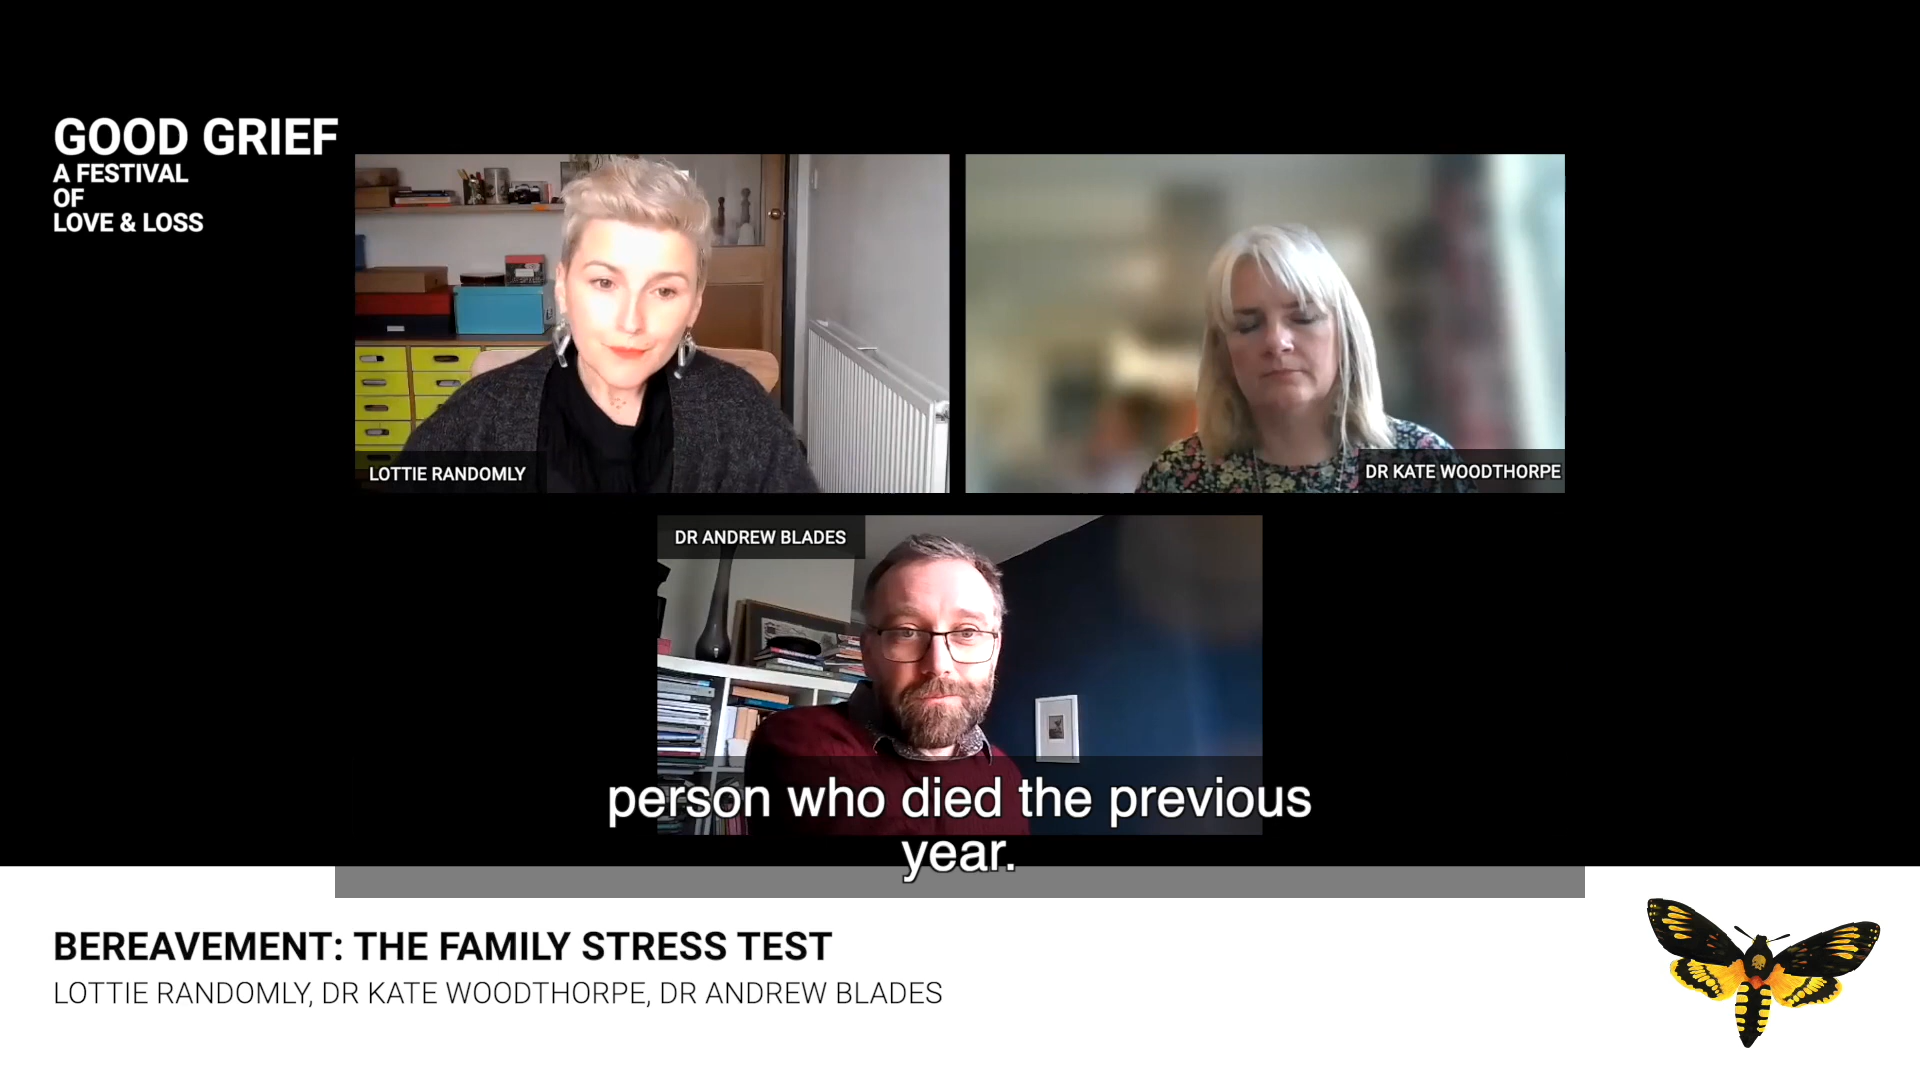 GOOD GRIEF
A FESTIVAL
OF
LOVE & LOSS
LOTTIE RANDOMLY
DR KATE WOODTHORPE
DR ANDREW BLADES
person who died the previous
year.
BEREAVEMENT: THE FAMILY STRESS TEST
LOTTIE RANDOMLY, DR KATE WOODTHORPE, DR ANDREW BLADES